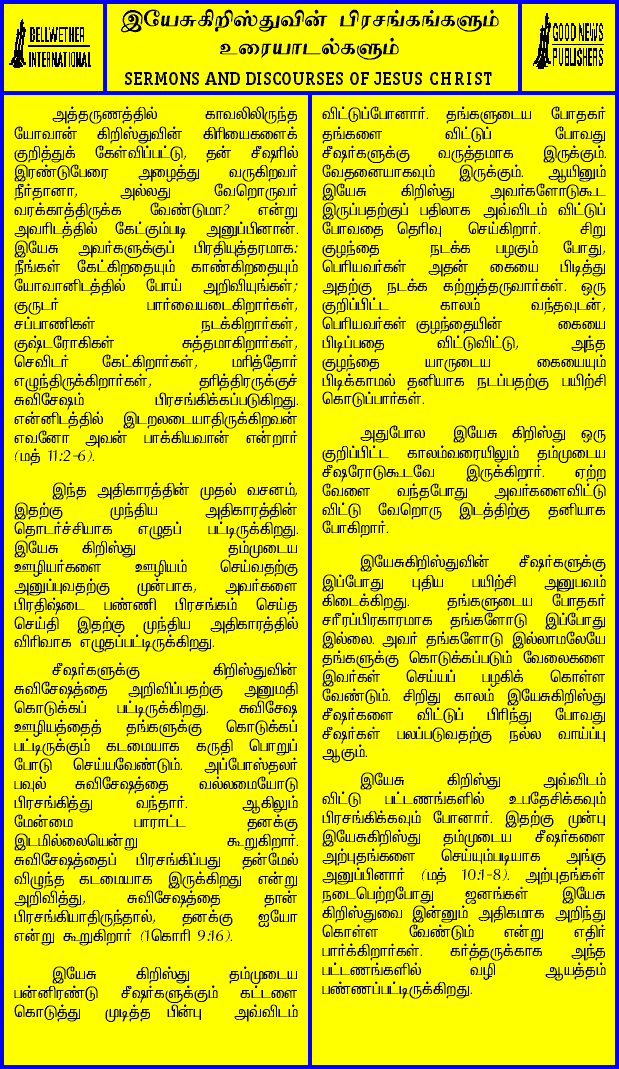 BELLWETHER
INTERNATIONAL
இயேசுகிறிஸ்துவின் பிரசங்கங்களும்
உரையாடல்களும்
SERMONS AND DISCOURSES OF JESUS CHRIST
GOOD NEWS
PUBLISHERS
அத்தருணத்தில் காவலிலிருந்த
யோவான் கிறிஸ்துவின் கிரியைகளைக்
குறித்துக் கேள்விப்பட்டு, தன் சீஷரில்
இரண்டுபேரை அழைத்து வருகிறவர்
நீர்தானா, அல்லது வேறொருவர்
வரக்காத்திருக்க வேண்டுமா? என்று
அவரிடத்தில் கேட்கும்படி அனுப்பினான்.
இயேசு அவர்களுக்குப் பிரதியுத்தரமாக:
நீங்கள் கேட்கிறதையும் காண்கிறதையும்
யோவானிடத்தில் போய் அறிவியுங்கள்;
குருடர் பார்வையடைகிறார்கள்,
சப்பாணிகள் நடக்கிறார்கள்,
குஷ்டரோகிகள் சுத்தமாகிறார்கள்,
செவிடர் கேட்கிறார்கள், மரித்தோர்
எழுந்திருக்கிறார்கள், தரித்திரருக்குச்
சுவிசேஷம் பிரசங்கிக்கப்படுகிறது.
என்னிடத்தில் இடறலடையாதிருக்கிறவன்
எவனோ அவன் பாக்கியவான் என்றார்
(மத் 11:2-6).
இந்த அதிகாரத்தின் முதல் வசனம்,
இதற்கு முந்திய அதிகாரத்தின்
தொடர்ச்சியாக எழுதப் பட்டிருக்கிறது.
இயேசு கிறிஸ்து தம்முடைய
ஊழியர்களை ஊழியம் செய்வதற்கு
அனுப்புவதற்கு முன்பாக, அவர்களை
பிரதிஷ்டை பண்ணி பிரசங்கம் செய்த
செய்தி இதற்கு முந்திய அதிகாரத்தில்
விரிவாக எழுதப்பட்டிருக்கிறது.
சீஷர்களுக்கு கிறிஸ்துவின்
சுவிசேஷத்தை அறிவிப்பதற்கு அனுமதி
கொடுக்கப் பட்டிருக்கிறது. சுவிசேஷ
ஊழியத்தைத் தங்களுக்கு கொடுக்கப்
பட்டிருக்கும் கடமையாக கருதி பொறுப்
போடு செய்யவேண்டும். அப்போஸ்தலர்
பவுல் சுவிசேஷத்தை வல்லமையோடு
பிரசங்கித்து வந்தார். ஆகிலும்
மேன்மை பாராட்ட தனக்கு
இடமில்லையென்று கூறுகிறார்.
சுவிசேஷத்தைப் பிரசங்கிப்பது தன்மேல்
விழுந்த கடமையாக இருக்கிறது என்று
அறிவித்து, சுவிசேஷத்தை தான்
பிரசங்கியாதிருந்தால், தனக்கு ஐயோ
என்று கூறுகிறார் (1கொரி 9:16).
இயேசு கிறிஸ்து தம்முடைய
பன்னிரண்டு சீஷர்களுக்கும் கட்டளை
கொடுத்து முடித்த பின்பு அவ்விடம்
விட்டுப்போனார். தங்களுடைய போதகர்
தங்களை விட்டுப் போவது
சீஷர்களுக்கு வருத்தமாக இருக்கும்.
வேதனையாகவும் இருக்கும். ஆயினும்
இயேசு கிறிஸ்து அவர்களோடுகூட
இருப்பதற்குப் பதிலாக அவ்விடம் விட்டுப்
போவதை தெரிவு செய்கிறார். சிறு
குழந்தை நடக்க பழகும் போது,
பெரியவர்கள் அதன் கையை பிடித்து
அதற்கு நடக்க கற்றுத்தருவார்கள். ஒரு
குறிப்பிட்ட காலம் வந்தவுடன்,
பெரியவர்கள் குழந்தையின் கையை
பிடிப்பதை விட்டுவிட்டு, அந்த
குழந்தை யாருடைய கையையும்
பிடிக்காமல் தனியாக நடப்பதற்கு பயிற்சி
கொடுப்பார்கள்.
அதுபோல இயேசு கிறிஸ்து ஒரு
குறிப்பிட்ட காலம்வரையிலும் தம்முடைய
சீஷரோடுகூடவே இருக்கிறார். ஏற்ற
வேளை வந்தபோது அவர்களைவிட்டு
விட்டு வேறொரு இடத்திற்கு தனியாக
போகிறார்.
இயேசுகிறிஸ்துவின் சீஷர்களுக்கு
இப்போது புதிய பயிற்சி அனுபவம்
கிடைக்கிறது. தங்களுடைய போதகர்
சரீரப்பிரகாரமாக தங்களோடு இப்போது
இல்லை. அவர் தங்களோடு இல்லாமலேயே
தங்களுக்கு கொடுக்கப்படும் வேலைகளை
இவர்கள் செய்யப் பழகிக் கொள்ள
வேண்டும். சிறிது காலம் இயேசுகிறிஸ்து
சீஷர்களை விட்டுப் பிரிந்து போவது
சீஷர்கள் பலப்படுவதற்கு நல்ல வாய்ப்பு
ஆகும்.
இயேசு கிறிஸ்து அவ்விடம்
விட்டு பட்டணங்களில் உபதேசிக்கவும்
பிரசங்கிக்கவும் போனார். இதற்கு முன்பு
இயேசுகிறிஸ்து தம்முடைய சீஷர்களை
அற்புதங்களை செய்யும்படியாக அங்கு
அனுப்பினார் (மத் 10:1-8). அற்புதங்கள்
நடைபெற்றபோது ஜனங்கள் இயேசு
கிறிஸ்துவை இன்னும் அதிகமாக அறிந்து
கொள்ள வேண்டும் என்று எதிர்
பார்க்கிறார்கள். கர்த்தருக்காக அந்த
பட்டணங்களில் வழி ஆயத்தம்
பண்ணப்பட்டிருக்கிறது.